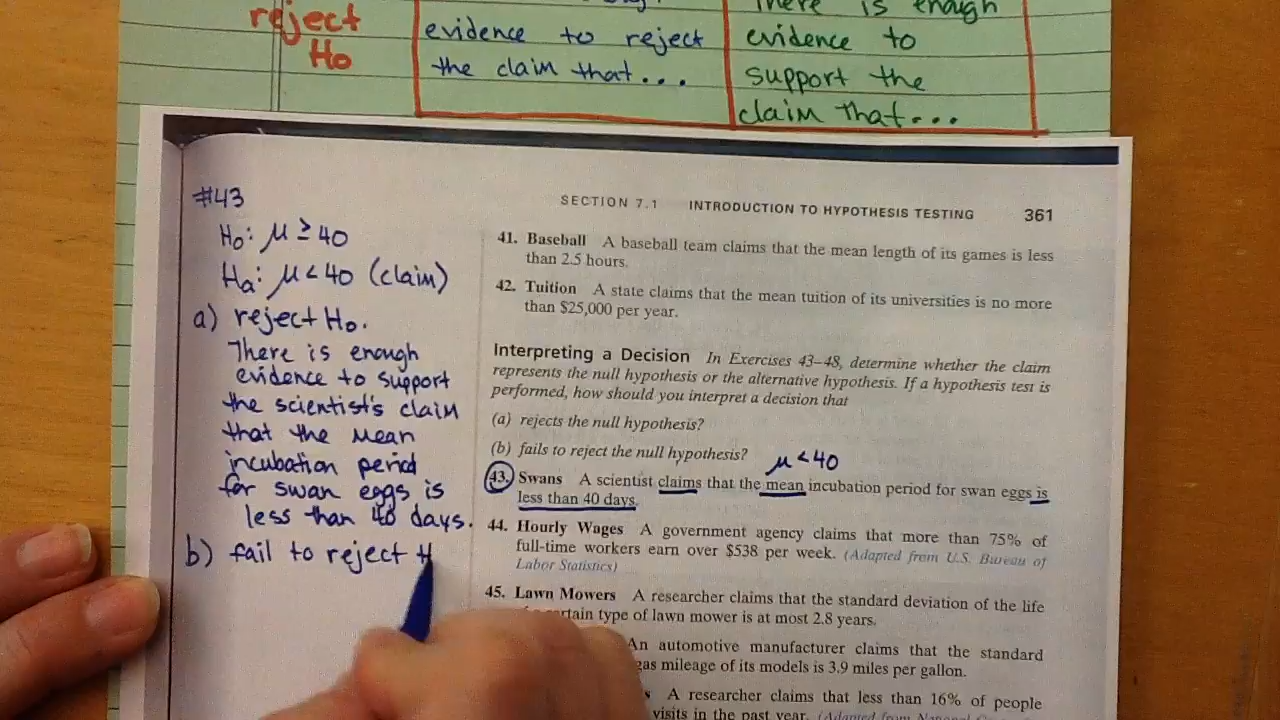 reject
Ho
evidence to reject
the claim that...
There is enough
evidence to
support the
claim that...
#43
Ho: μ ≥ 40
Ha: μ < 40 (claim)
a) reject Ho.
There is enough
evidence to support
the scientist's claim
that the mean
incubation period
for swan eggs is
less than 40 days.
b) fail to reject H
SECTION 7.1 INTRODUCTION TO HYPOTHESIS TESTING 361
41. Baseball A baseball team claims that the mean length of its games is less
than 2.5 hours.
42. Tuition A state claims that the mean tuition of its universities is no more
than $25,000 per year.
Interpreting a Decision In Exercises 43–48, determine whether the claim
represents the null hypothesis or the alternative hypothesis. If a hypothesis test is
performed, how should you interpret a decision that
(a) rejects the null hypothesis?
(b) fails to reject the null hypothesis?
μ < 40
43. Swans A scientist claims that the mean incubation period for swan eggs is
less than 40 days.
44. Hourly Wages A government agency claims that more than 75% of
full-time workers earn over $538 per week. (Adapted from U.S. Bureau of
Labor Statistics)
45. Lawn Mowers A researcher claims that the standard deviation of the life
certain type of lawn mower is at most 2.8 years.
An automotive manufacturer claims that the standard
gas mileage of its models is 3.9 miles per gallon.
A researcher claims that less than 16% of people
visits in the past year. (Adapted from National